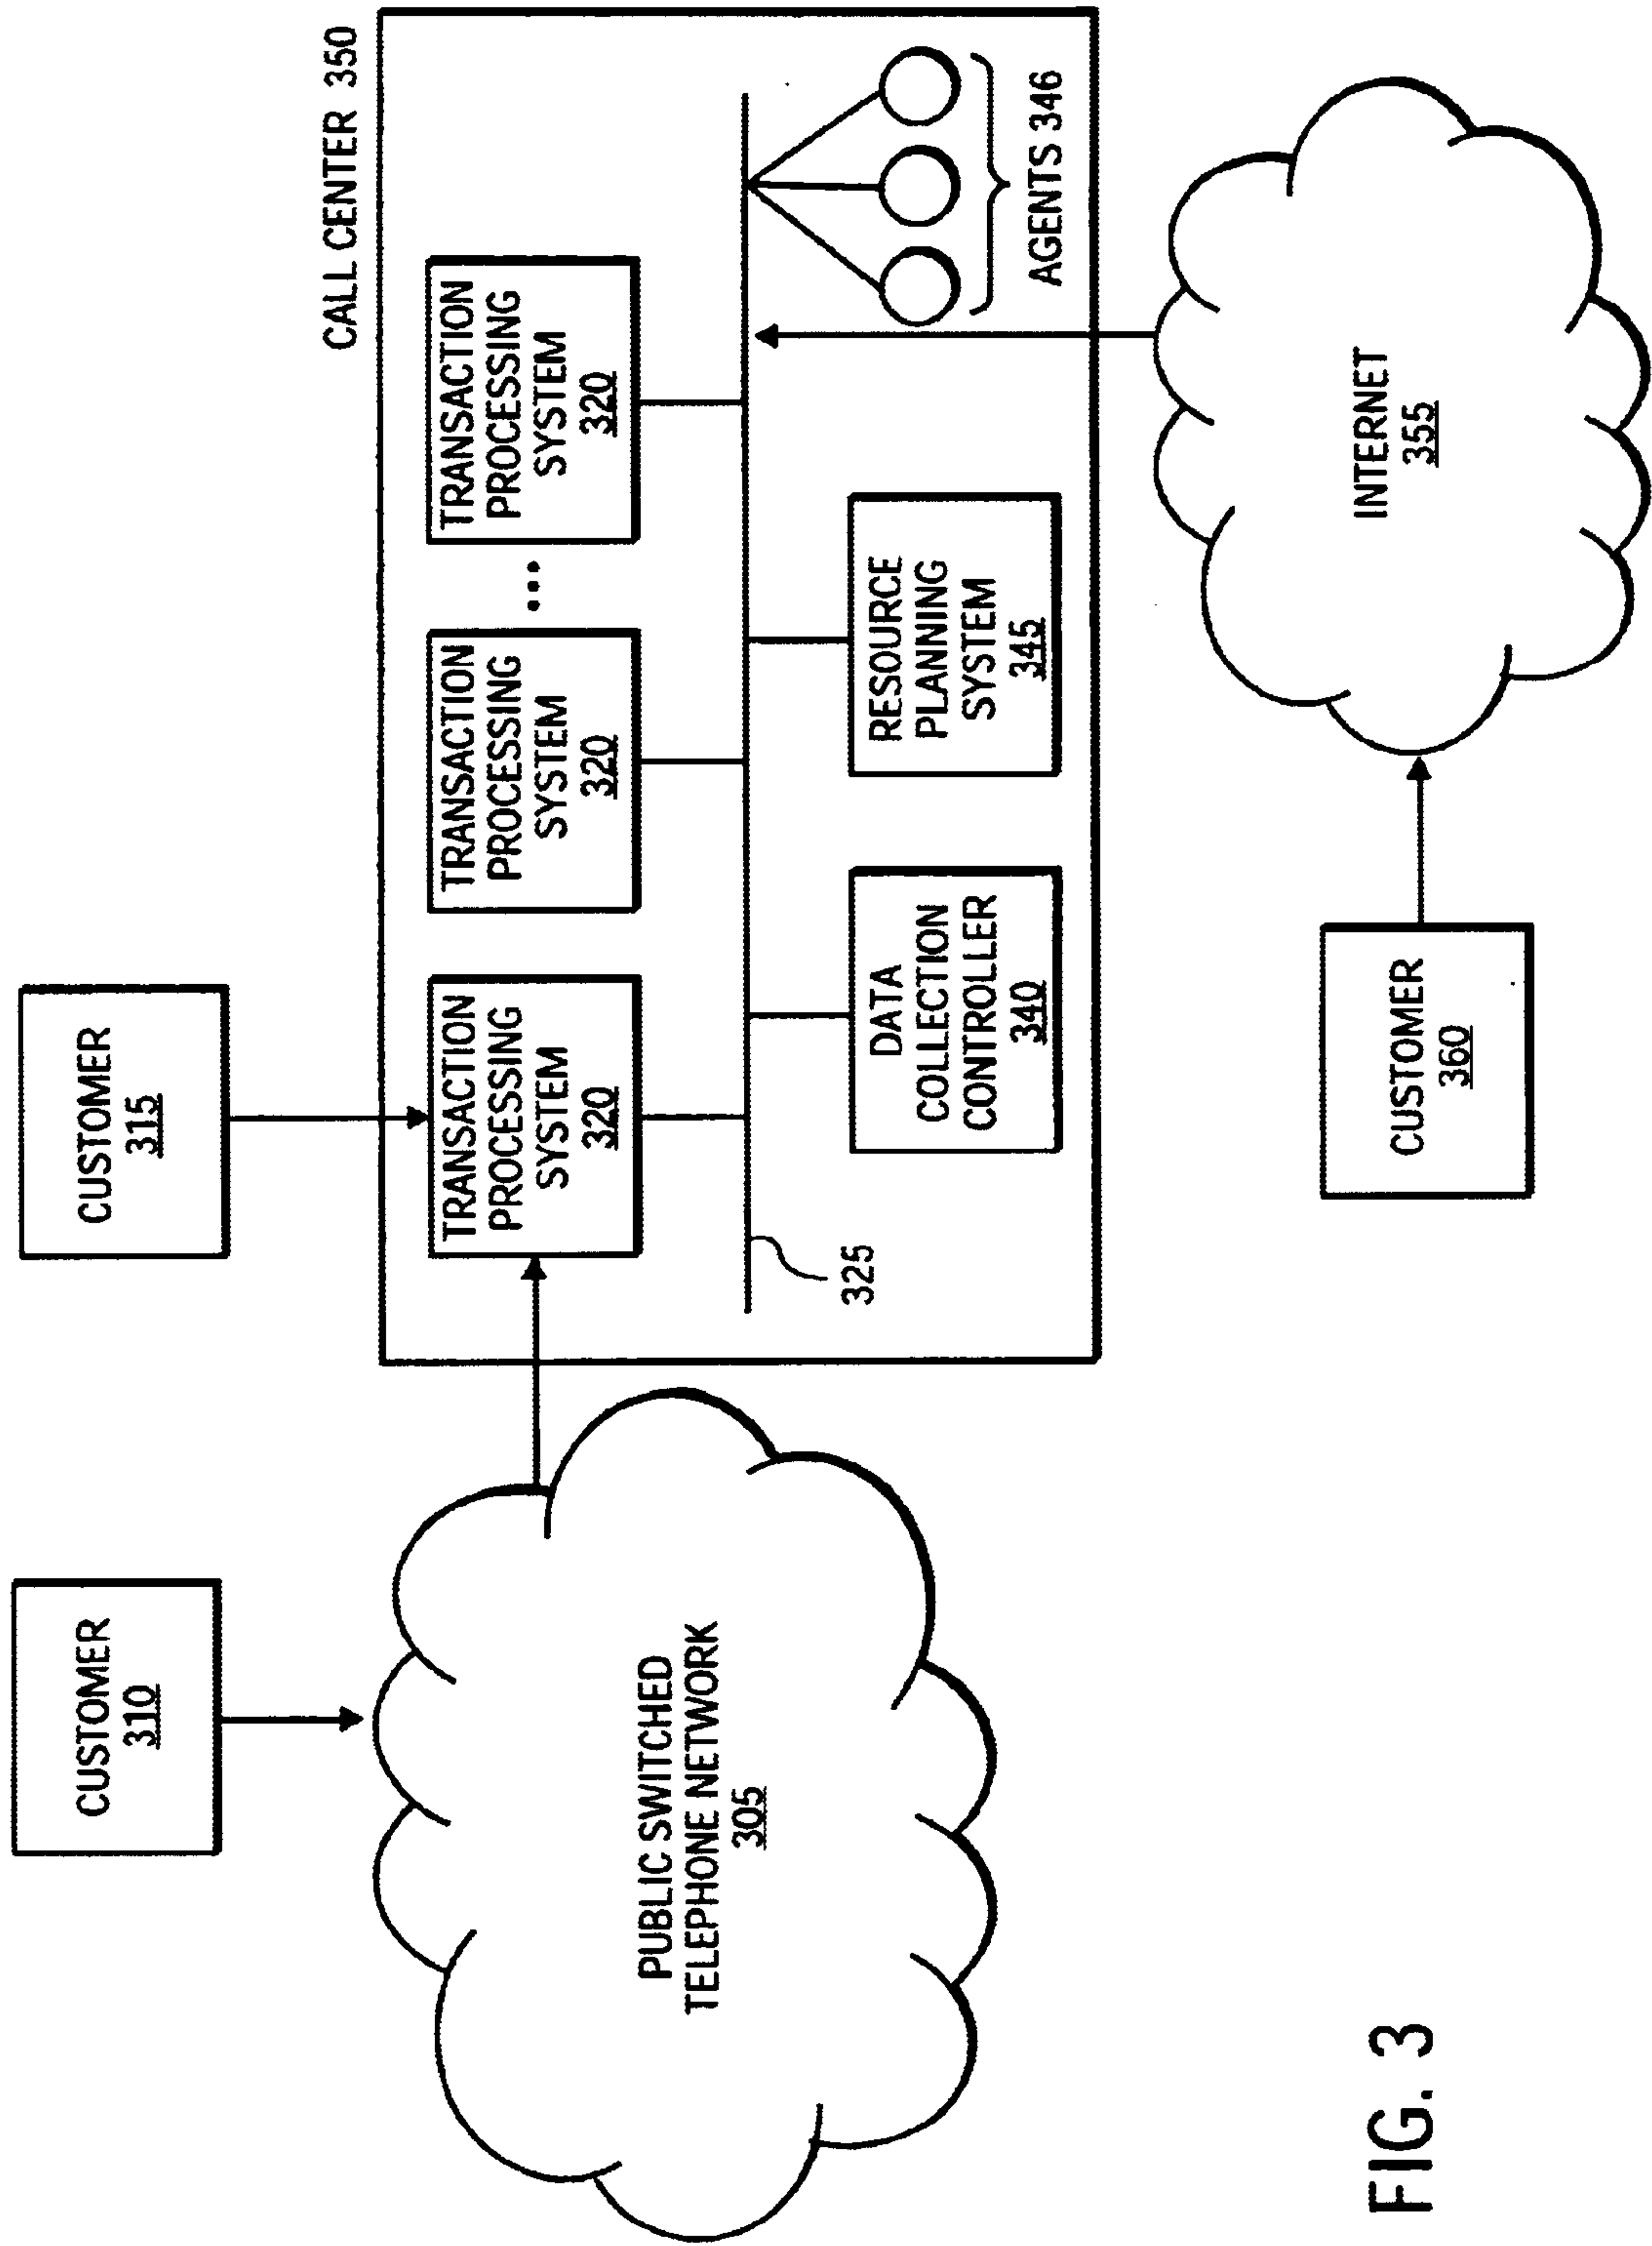 CUSTOMER
310
CUSTOMER
315
CALL CENTER 350
TRANSACTION
PROCESSING
SYSTEM
320
TRANSACTION
PROCESSING
SYSTEM
320
...
TRANSACTION
PROCESSING
SYSTEM
320
PUBLIC SWITCHED
TELEPHONE NETWORK
305
325
DATA
COLLECTION
CONTROLLER
340
RESOURCE
PLANNING
SYSTEM
345
AGENTS 346
CUSTOMER
360
INTERNET
355
FIG. 3